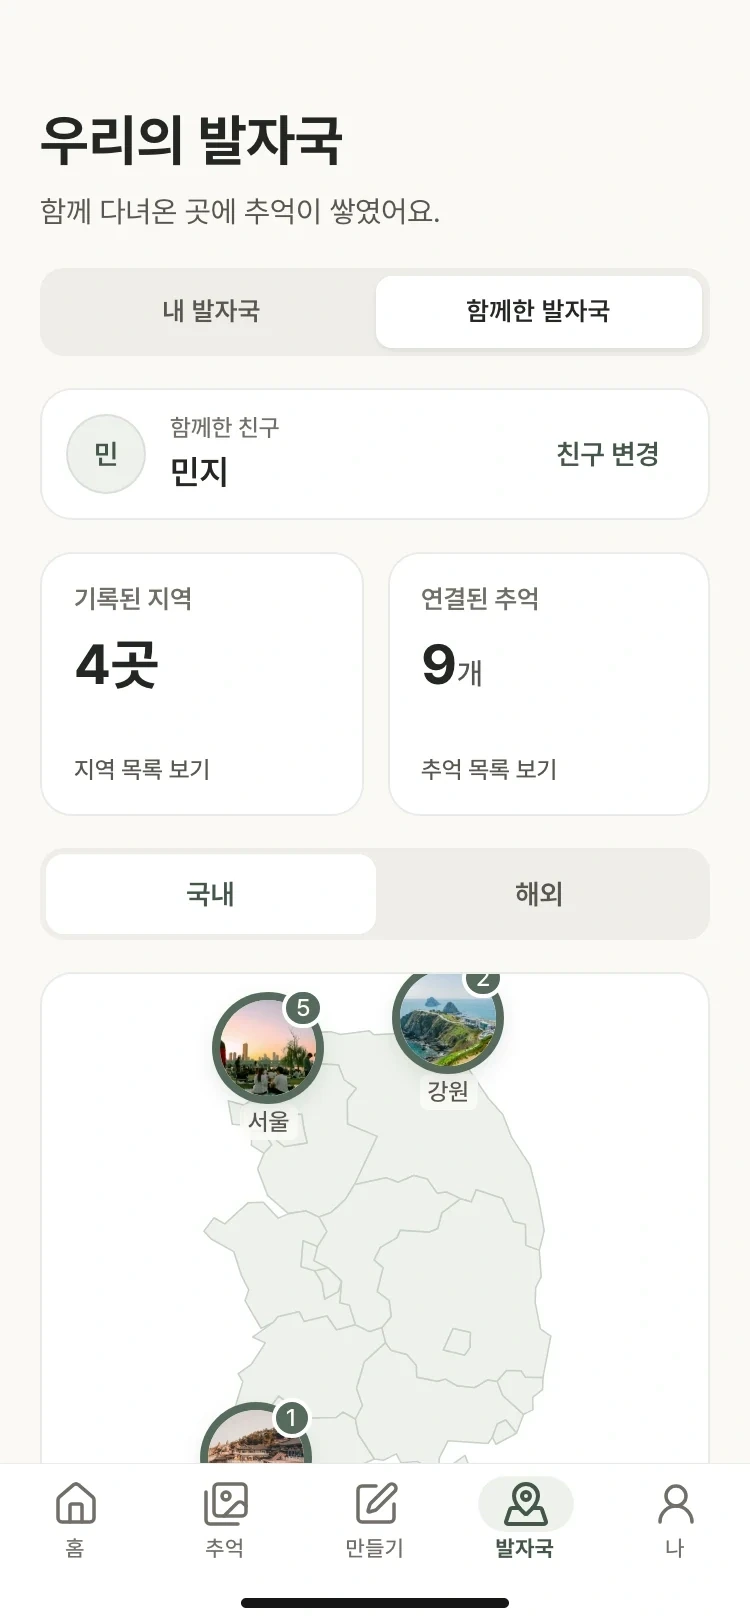 우리의 발자국
함께 다녀온 곳에 추억이 쌓였어요.
내 발자국
함께한 발자국
민
함께한 친구
민지
친구 변경
기록된 지역
4곳
지역 목록 보기
연결된 추억
9개
추억 목록 보기
국내
해외
5
서울
2
강원
1
홈
추억
만들기
발자국
나